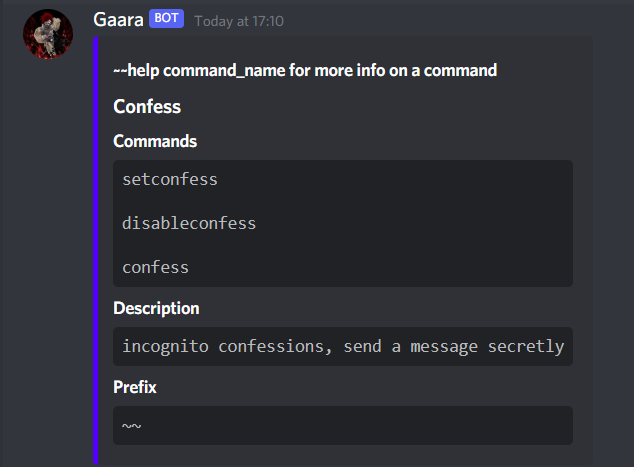 Gaara BOT Today at 17:10
~~help command_name for more info on a command
Confess
Commands
setconfess
disableconfess
confess
Description
incognito confessions, send a message secretly
Prefix
~~